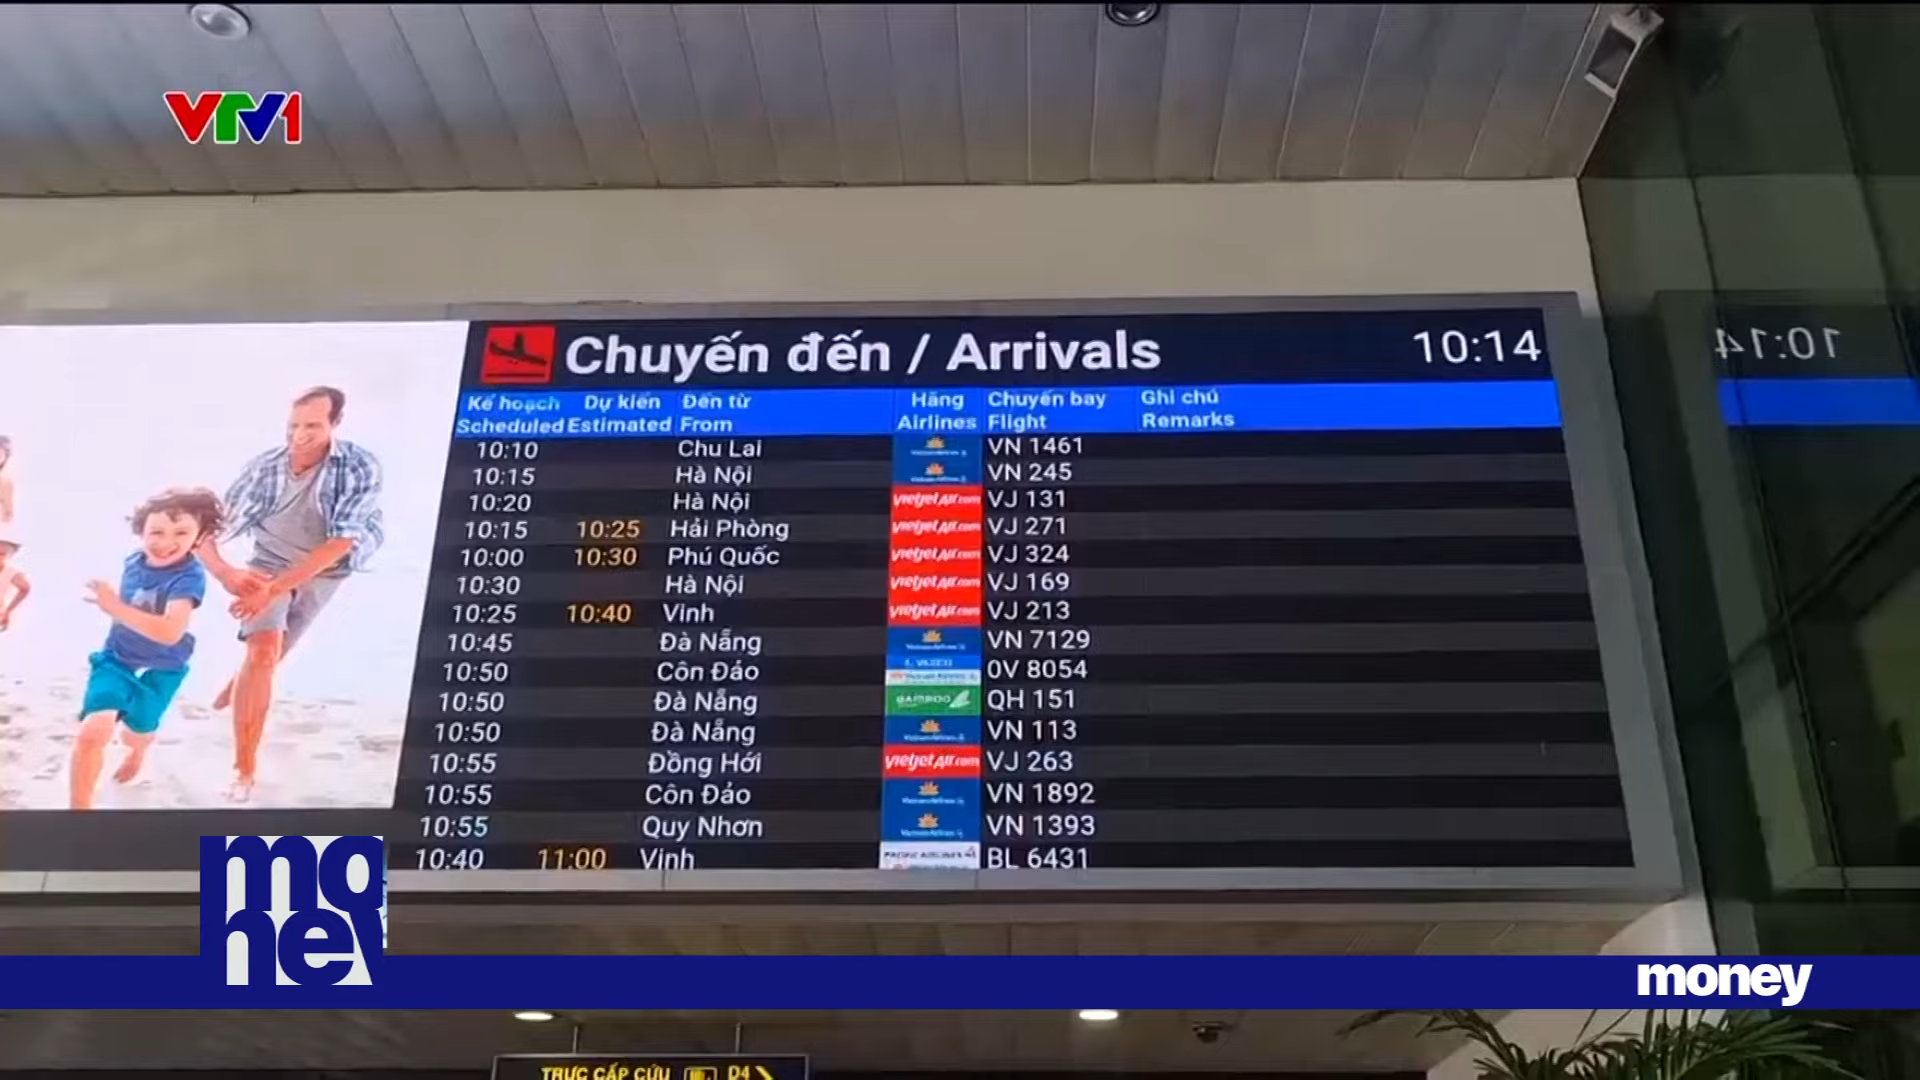 VTV1
Chuyến đến / Arrivals 10:14
Kế hoạch Dự kiến Đến từ Hãng Chuyến bay Ghi chú
Scheduled Estimated From Airlines Flight Remarks
10:10 Chu Lai VN 1461
10:15 Hà Nội VN 245
10:20 Hà Nội vietjetAir.com VJ 131
10:15 10:25 Hải Phòng vietjetAir.com VJ 271
10:00 10:30 Phú Quốc vietjetAir.com VJ 324
10:30 Hà Nội vietjetAir.com VJ 169
10:25 10:40 Vinh vietjetAir.com VJ 213
10:45 Đà Nẵng VN 7129
10:50 Côn Đảo 0V 8054
10:50 Đà Nẵng BAMBOO QH 151
10:50 Đà Nẵng VN 113
10:55 Đồng Hới vietjetAir.com VJ 263
10:55 Côn Đảo VN 1892
10:55 Quy Nhơn VN 1393
10:40 11:00 Vinh PACIFIC AIRLINES BL 6431
10:14
money
money
TRỰC CẤP CỨU D4